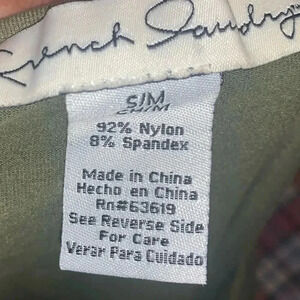 French Laundry
S/M
CH/M
92% Nylon
8% Spandex
Made in China
Hecho en China
Rn#63619
See Reverse Side
For Care
Verar Para Cuidado